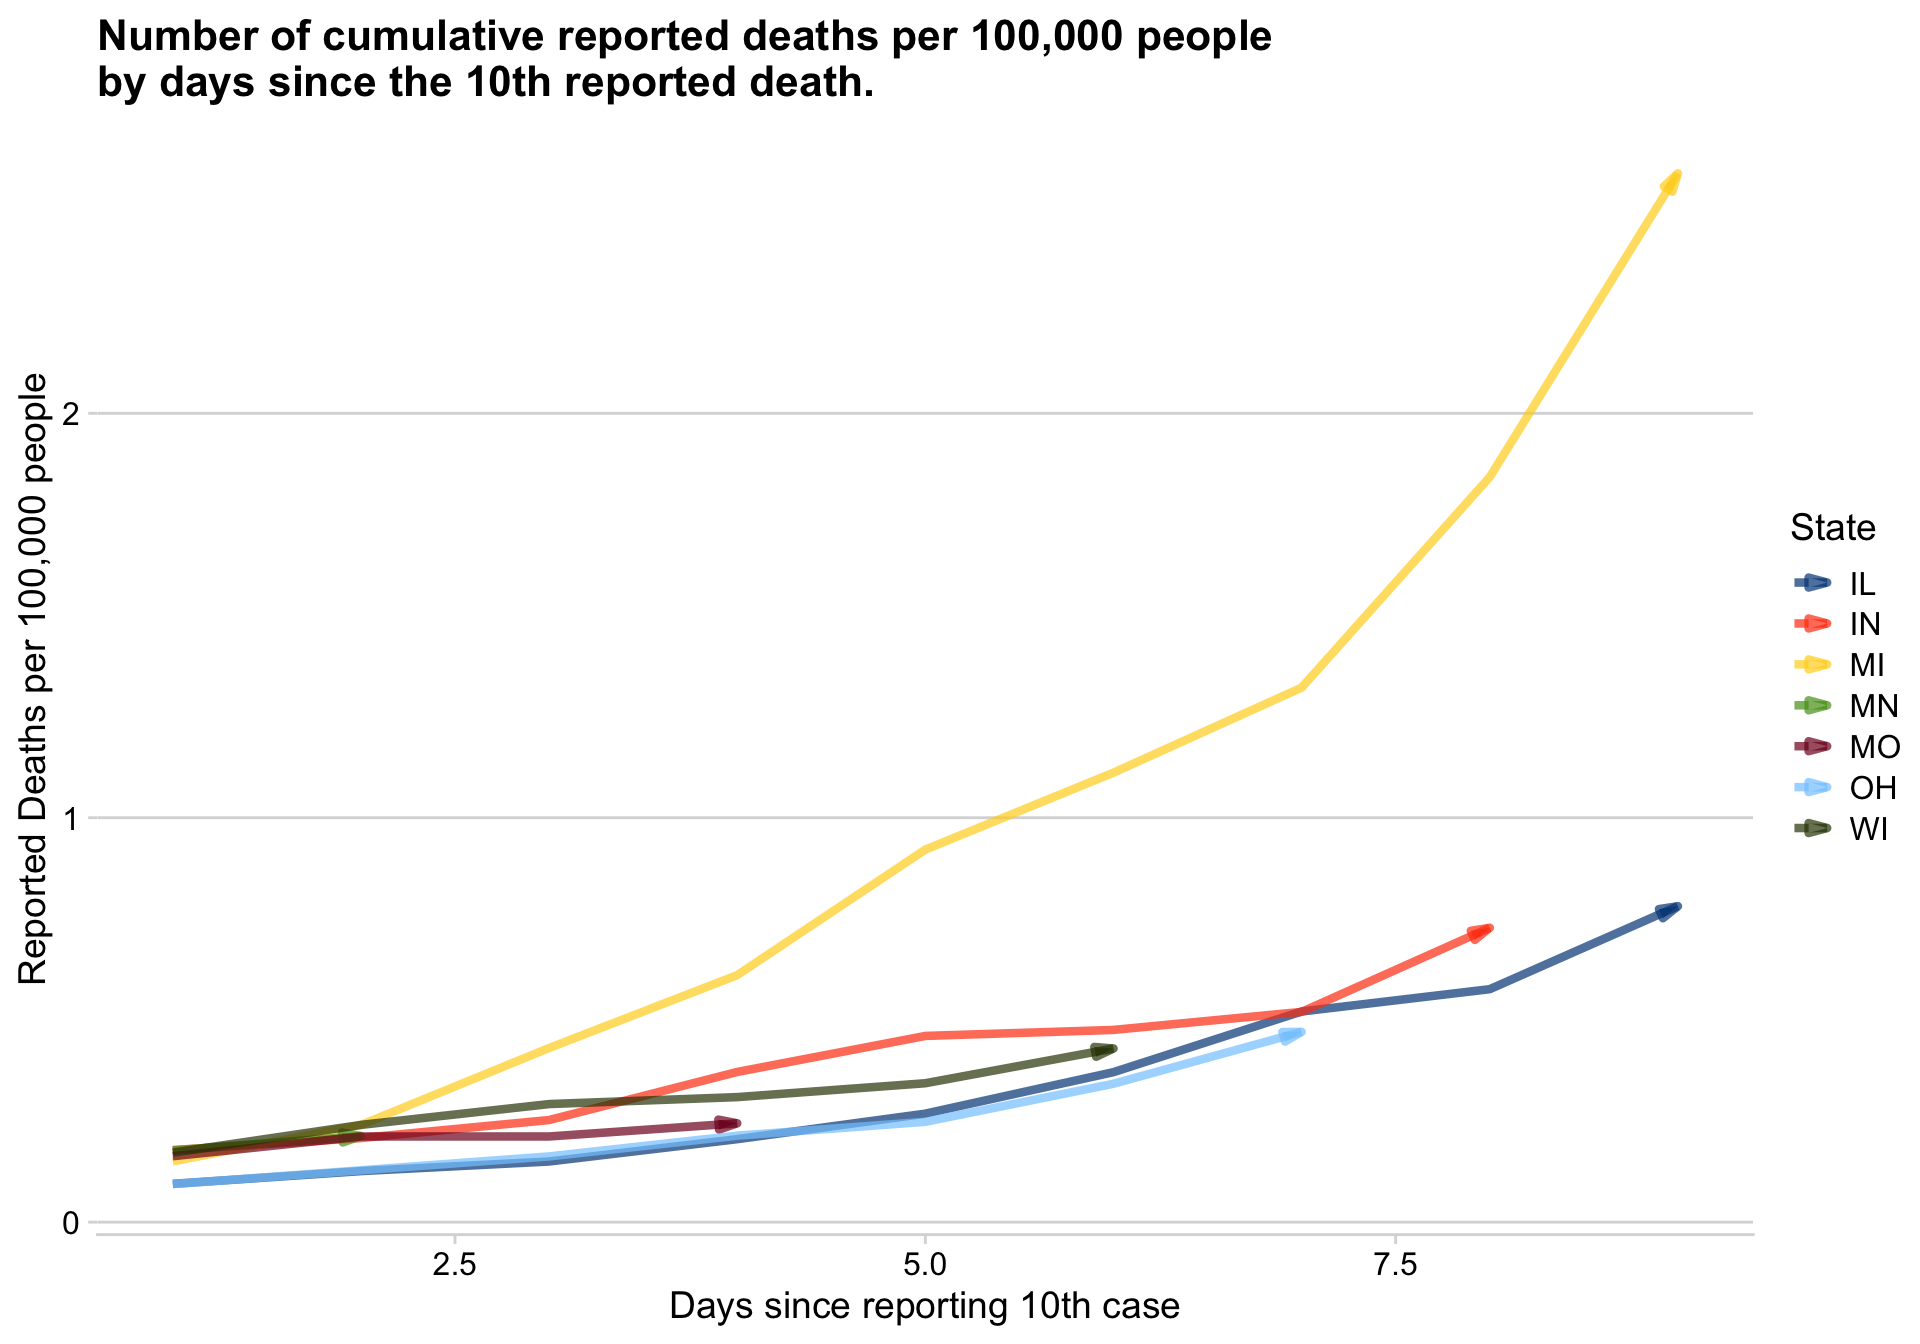 Number of cumulative reported deaths per 100,000 people
by days since the 10th reported death.
Reported Deaths per 100,000 people
2
1
0
2.5
5.0
7.5
Days since reporting 10th case
State
IL
IN
MI
MN
MO
OH
WI